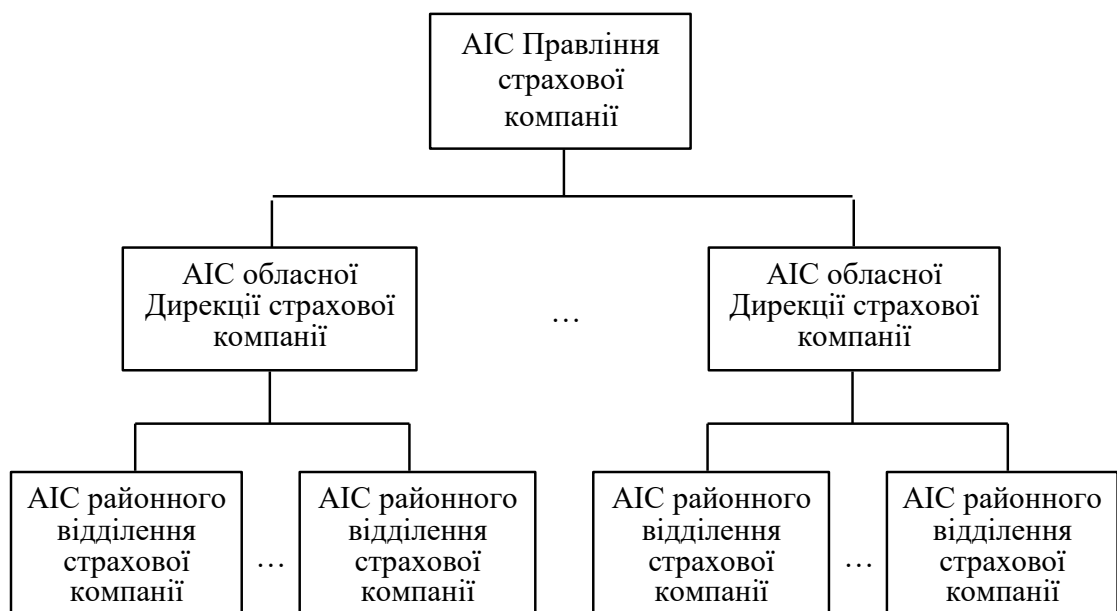 АІС Правління
страхової
компанії
АІС обласної
Дирекції страхової
компанії
…
АІС обласної
Дирекції страхової
компанії
АІС районного
відділення
страхової
компанії
…
АІС районного
відділення
страхової
компанії
АІС районного
відділення
страхової
компанії
…
АІС районного
відділення
страхової
компанії